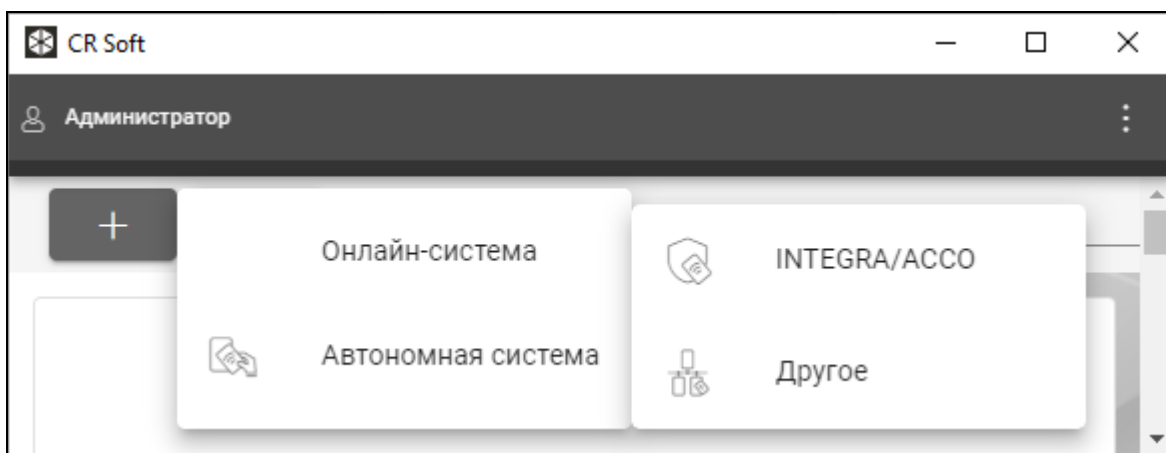 CR Soft
Администратор
Онлайн-система
INTEGRA/ACCO
Автономная система
Другое